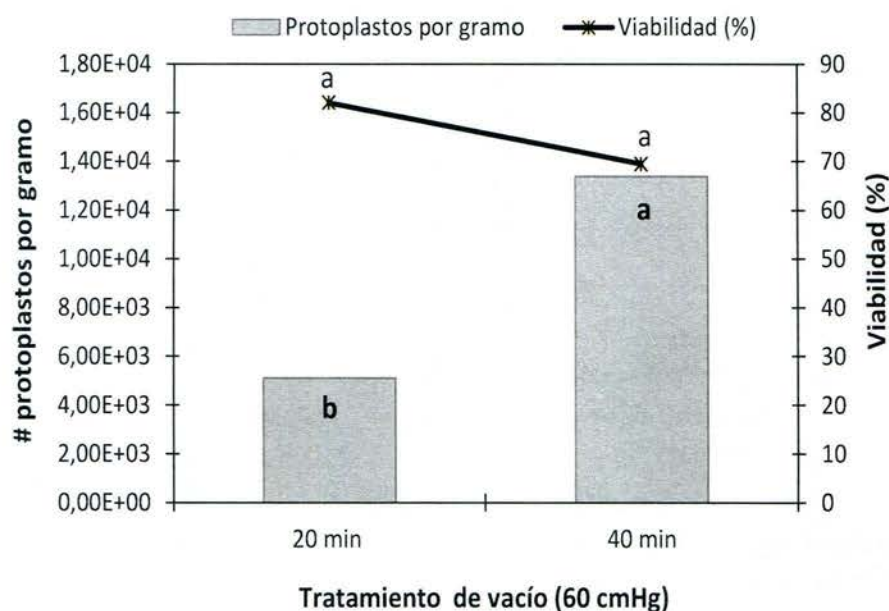 Protoplastos por gramo Viabilidad (%)
# protoplastos por gramo
1,80E+04
1,60E+04
1,40E+04
1,20E+04
1,00E+04
8,00E+03
6,00E+03
4,00E+03
2,00E+03
0,00E+00
a
a
a
b
90
80
70
60
50
40
30
20
10
0
Viabilidad (%)
20 min 40 min
Tratamiento de vacío (60 cmHg)